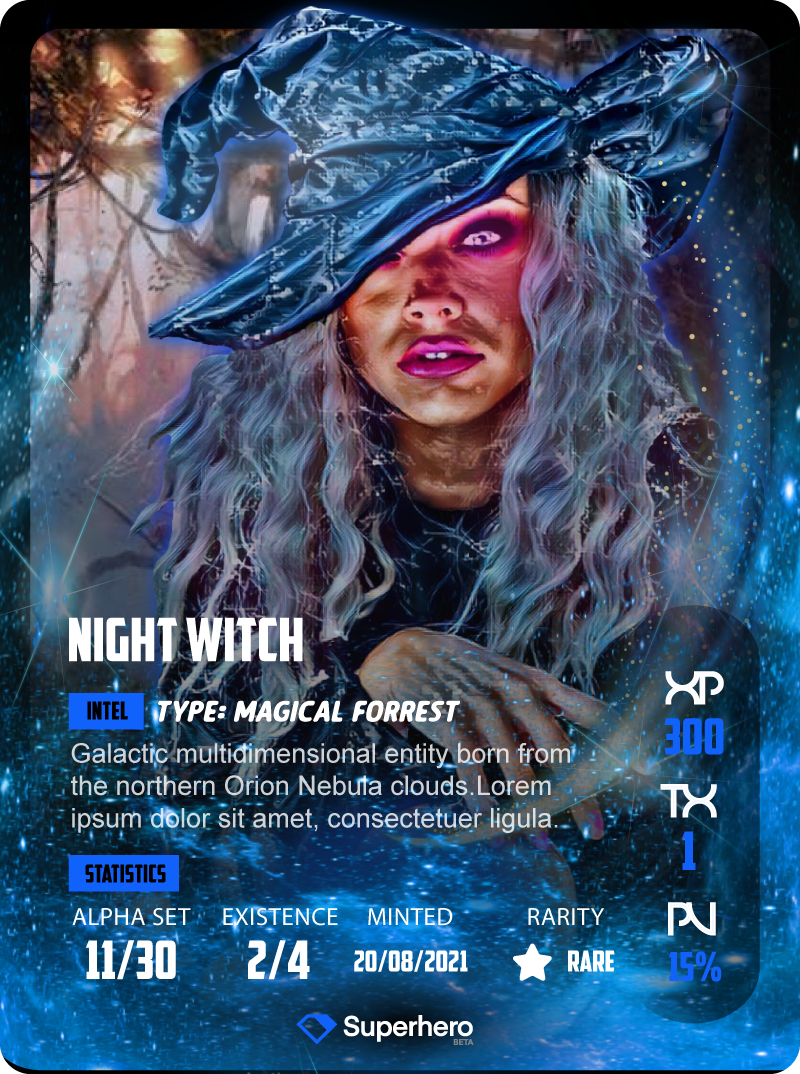 NIGHT WITCH
INTEL TYPE: MAGICAL FORREST
Galactic multidimensional entity born from
the northern Orion Nebula clouds.Lorem
ipsum dolor sit amet, consectetuer ligula.
STATISTICS
ALPHA SET EXISTENCE MINTED RARITY
11/30 2/4 20/08/2021 RARE
XP
300
TX
1
PV
15%
Superhero
BETA